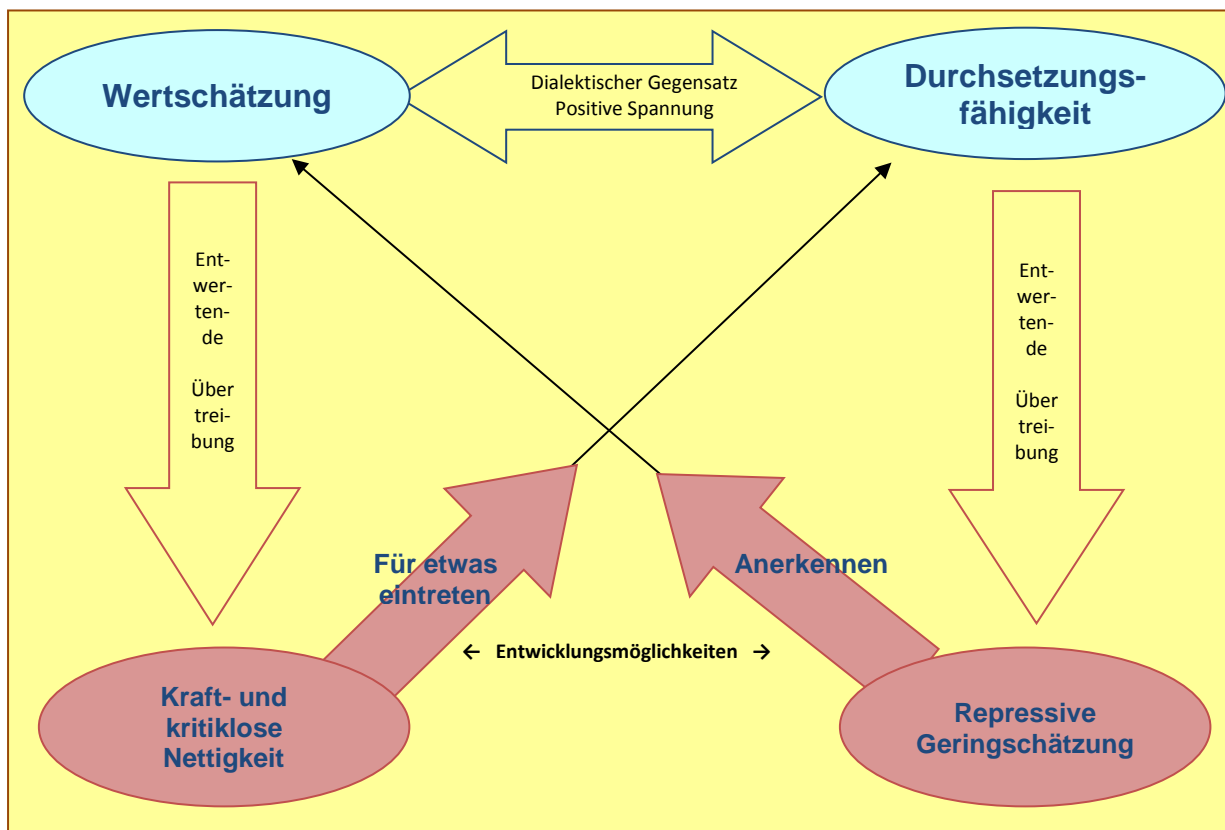 Wertschätzung
Dialektischer Gegensatz
Positive Spannung
Durchsetzungs-
fähigkeit
Ent-
wer-
ten-
de
Über
trei-
bung
Ent-
wer-
ten-
de
Über
trei-
bung
Für etwas
eintreten
Anerkennen
← Entwicklungsmöglichkeiten →
Kraft- und
kritiklose
Nettigkeit
Repressive
Geringschätzung